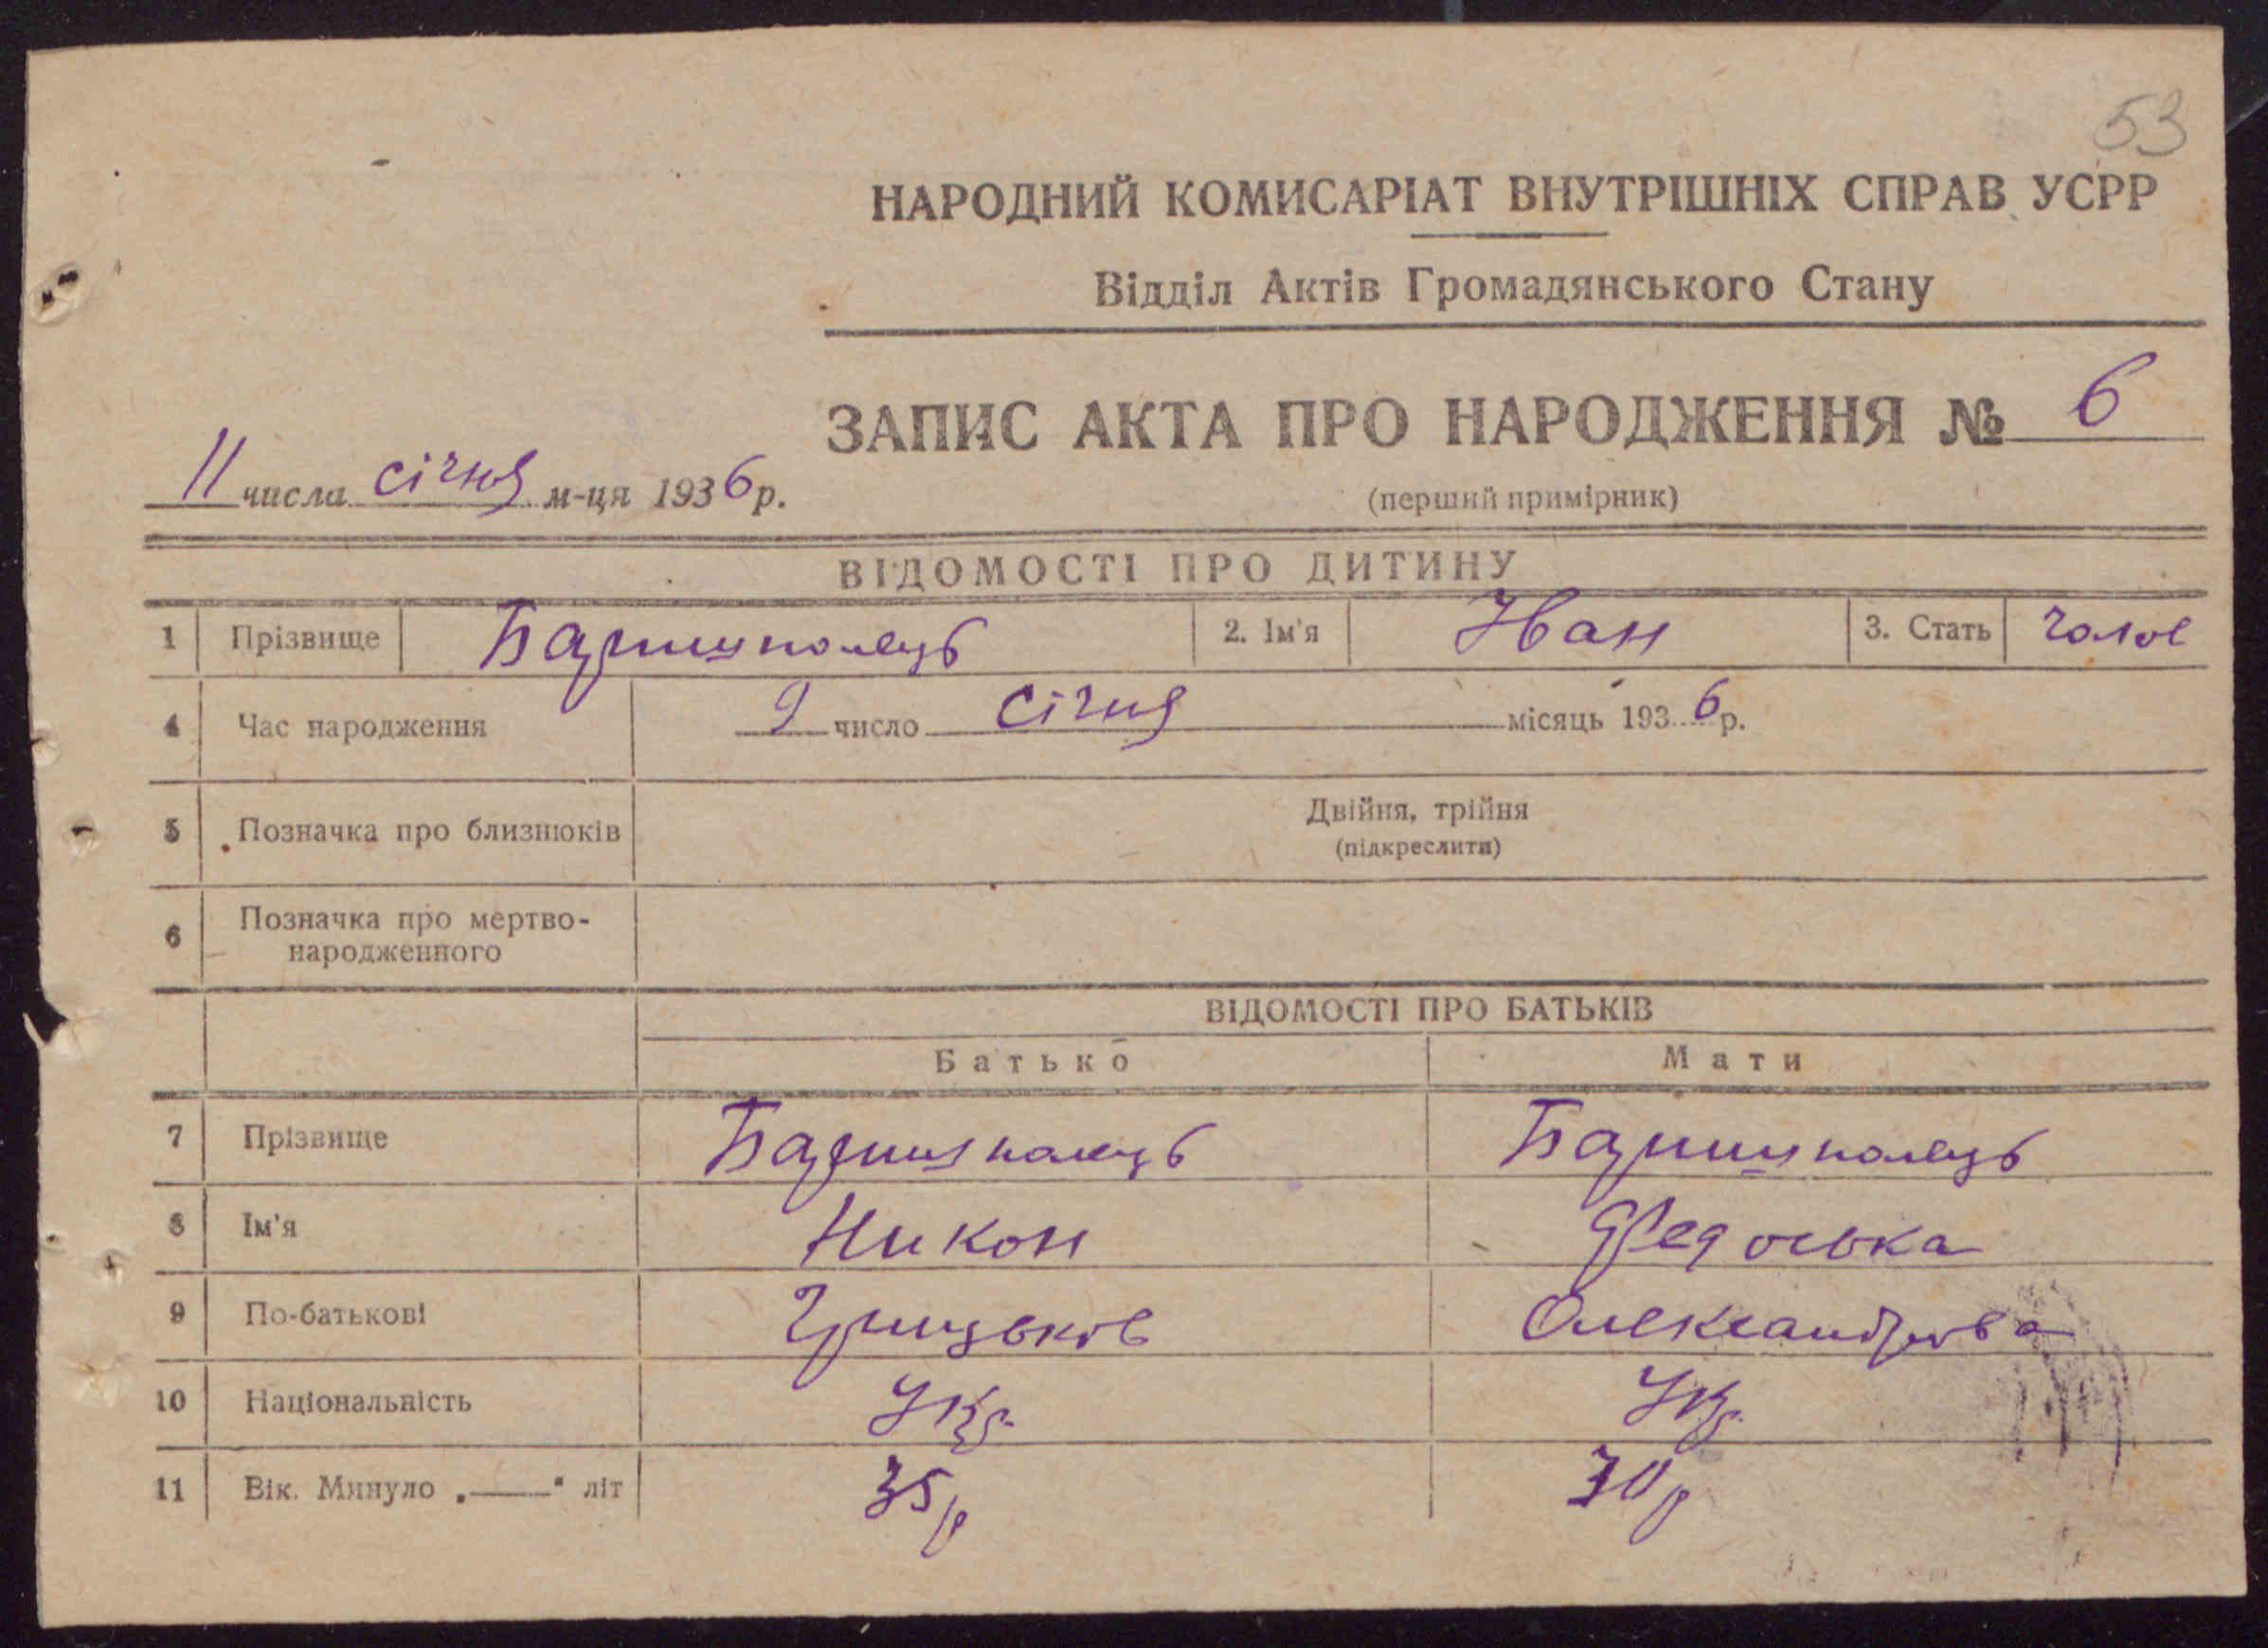 53
НАРОДНИЙ КОМИСАРІАТ ВНУТРІШНІХ СПРАВ УСРР
Відділ Актів Громадянського Стану
ЗАПИС АКТА ПРО НАРОДЖЕННЯ № 6
11 числа січня м-ця 1936 р.
(перший примірник)
ВІДОМОСТІ ПРО ДИТИНУ
1 Прізвище Баришполець 2. Ім'я Иван 3. Стать чолов
4 Час народження 9 число січня місяць 1936 р.
5 Позначка про близнюків Двійня, трійня
(підкреслити)
6 Позначка про мертво-
народженного
ВІДОМОСТІ ПРО БАТЬКІВ
Батько Мати
7 Прізвище Баришполець Баришполець
8 Ім'я Никон Федоська
9 По-батькові Грицьков Олександрова
10 Національність Укр. Укр.
11 Вік. Минуло „——“ літ 35 р 30 р